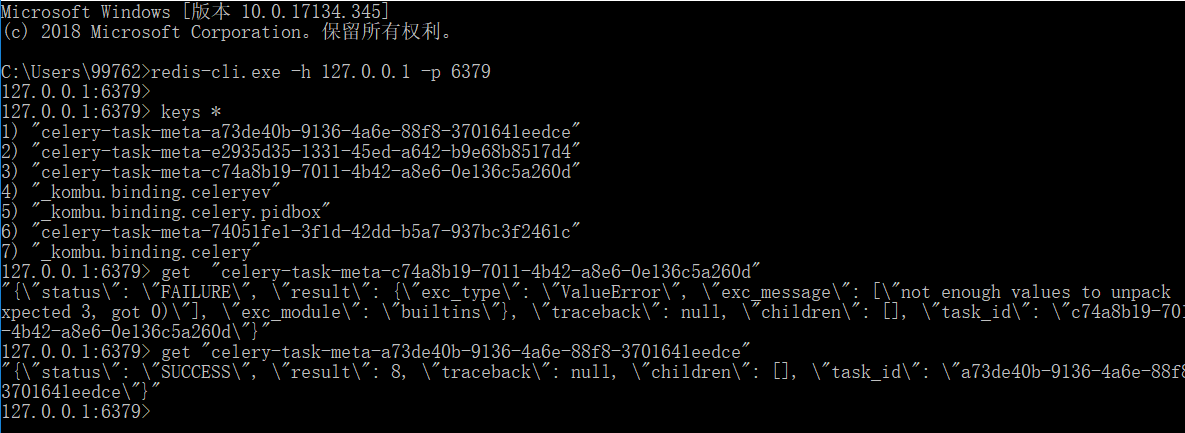 Microsoft Windows [版本 10.0.17134.345]
(c) 2018 Microsoft Corporation。保留所有权利。
C:\Users\99762>redis-cli.exe -h 127.0.0.1 -p 6379
127.0.0.1:6379>
127.0.0.1:6379> keys *
1) "celery-task-meta-a73de40b-9136-4a6e-88f8-3701641eedce"
2) "celery-task-meta-e2935d35-1331-45ed-a642-b9e68b8517d4"
3) "celery-task-meta-c74a8b19-7011-4b42-a8e6-0e136c5a260d"
4) "_kombu.binding.celeryev"
5) "_kombu.binding.celery.pidbox"
6) "celery-task-meta-74051fe1-3f1d-42dd-b5a7-937bc3f2461c"
7) "_kombu.binding.celery"
127.0.0.1:6379> get  "celery-task-meta-c74a8b19-7011-4b42-a8e6-0e136c5a260d"
"{\"status\": \"FAILURE\", \"result\": {\"exc_type\": \"ValueError\", \"exc_message\": [\"not enough values to unpack
xpected 3, got 0)\"], \"exc_module\": \"builtins\"}, \"traceback\": null, \"children\": [], \"task_id\": \"c74a8b19-701
-4b42-a8e6-0e136c5a260d\"}"
127.0.0.1:6379> get "celery-task-meta-a73de40b-9136-4a6e-88f8-3701641eedce"
"{\"status\": \"SUCCESS\", \"result\": 8, \"traceback\": null, \"children\": [], \"task_id\": \"a73de40b-9136-4a6e-88f8
3701641eedce\"}"
127.0.0.1:6379>